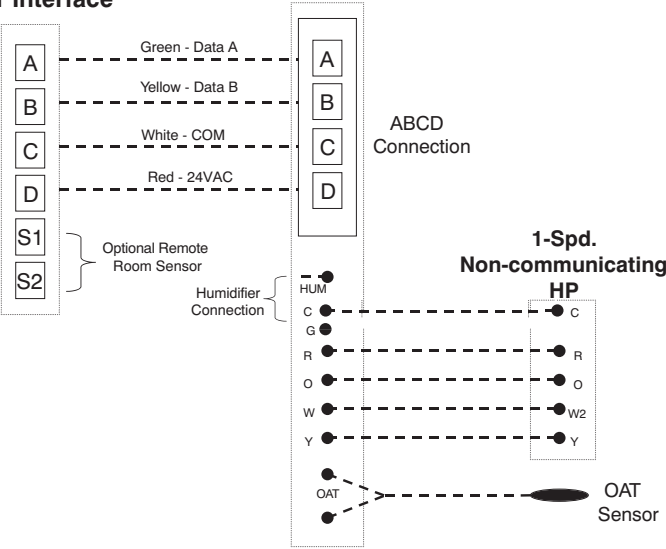 Interface
A
B
C
D
S1
S2
Green - Data A
Yellow - Data B
White - COM
Red - 24VAC
A
B
C
D
ABCD
Connection
Optional Remote
Room Sensor
Humidifier
Connection
HUM
C
G
R
O
W
Y
OAT
1-Spd.
Non-communicating
HP
C
R
O
W2
Y
OAT
Sensor